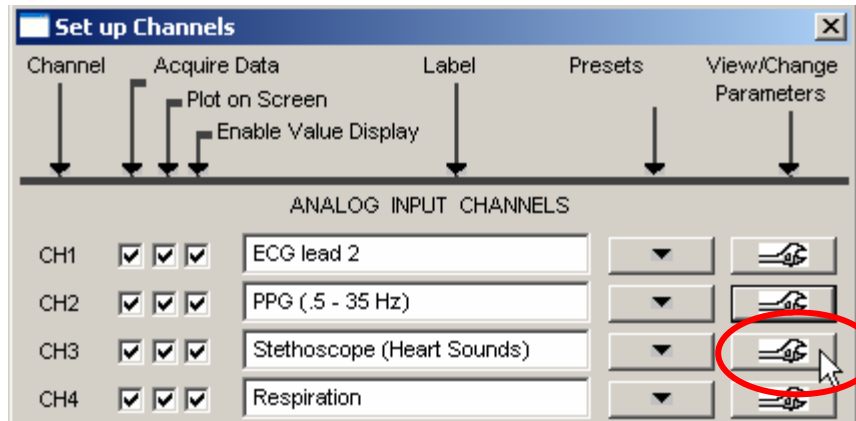 Set up Channels
Channel Acquire Data Label Presets View/Change
Plot on Screen Parameters
Enable Value Display
ANALOG INPUT CHANNELS
CH1 ECG lead 2
CH2 PPG (.5 - 35 Hz)
CH3 Stethoscope (Heart Sounds)
CH4 Respiration